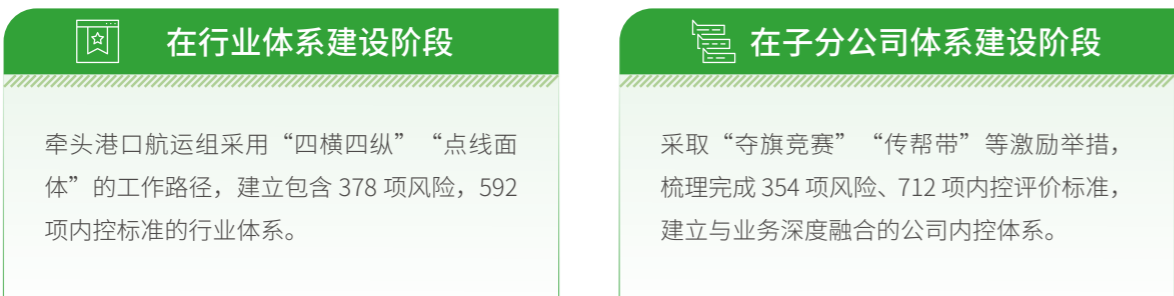 在行业体系建设阶段
牵头港口航运组采用“四横四纵”“点线面
体”的工作路径，建立包含 378 项风险，592
项内控标准的行业体系。
在子分公司体系建设阶段
采取“夺旗竞赛”“传帮带”等激励举措，
梳理完成 354 项风险、712 项内控评价标准，
建立与业务深度融合的公司内控体系。